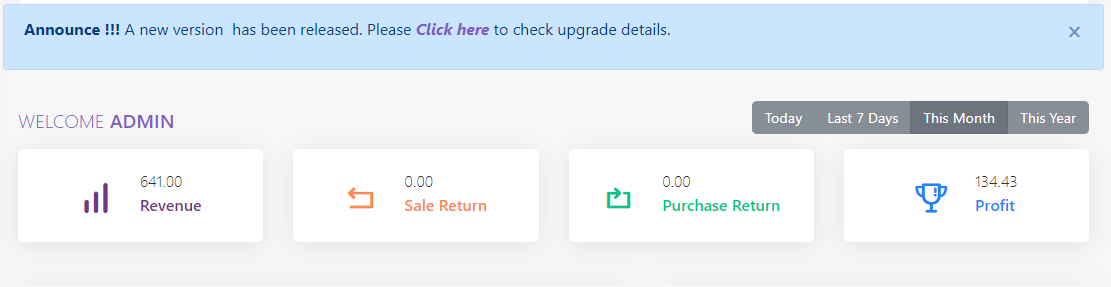 Announce !!! A new version has been released. Please Click here to check upgrade details.
×
WELCOME ADMIN
Today Last 7 Days This Month This Year
641.00
Revenue
0.00
Sale Return
0.00
Purchase Return
134.43
Profit